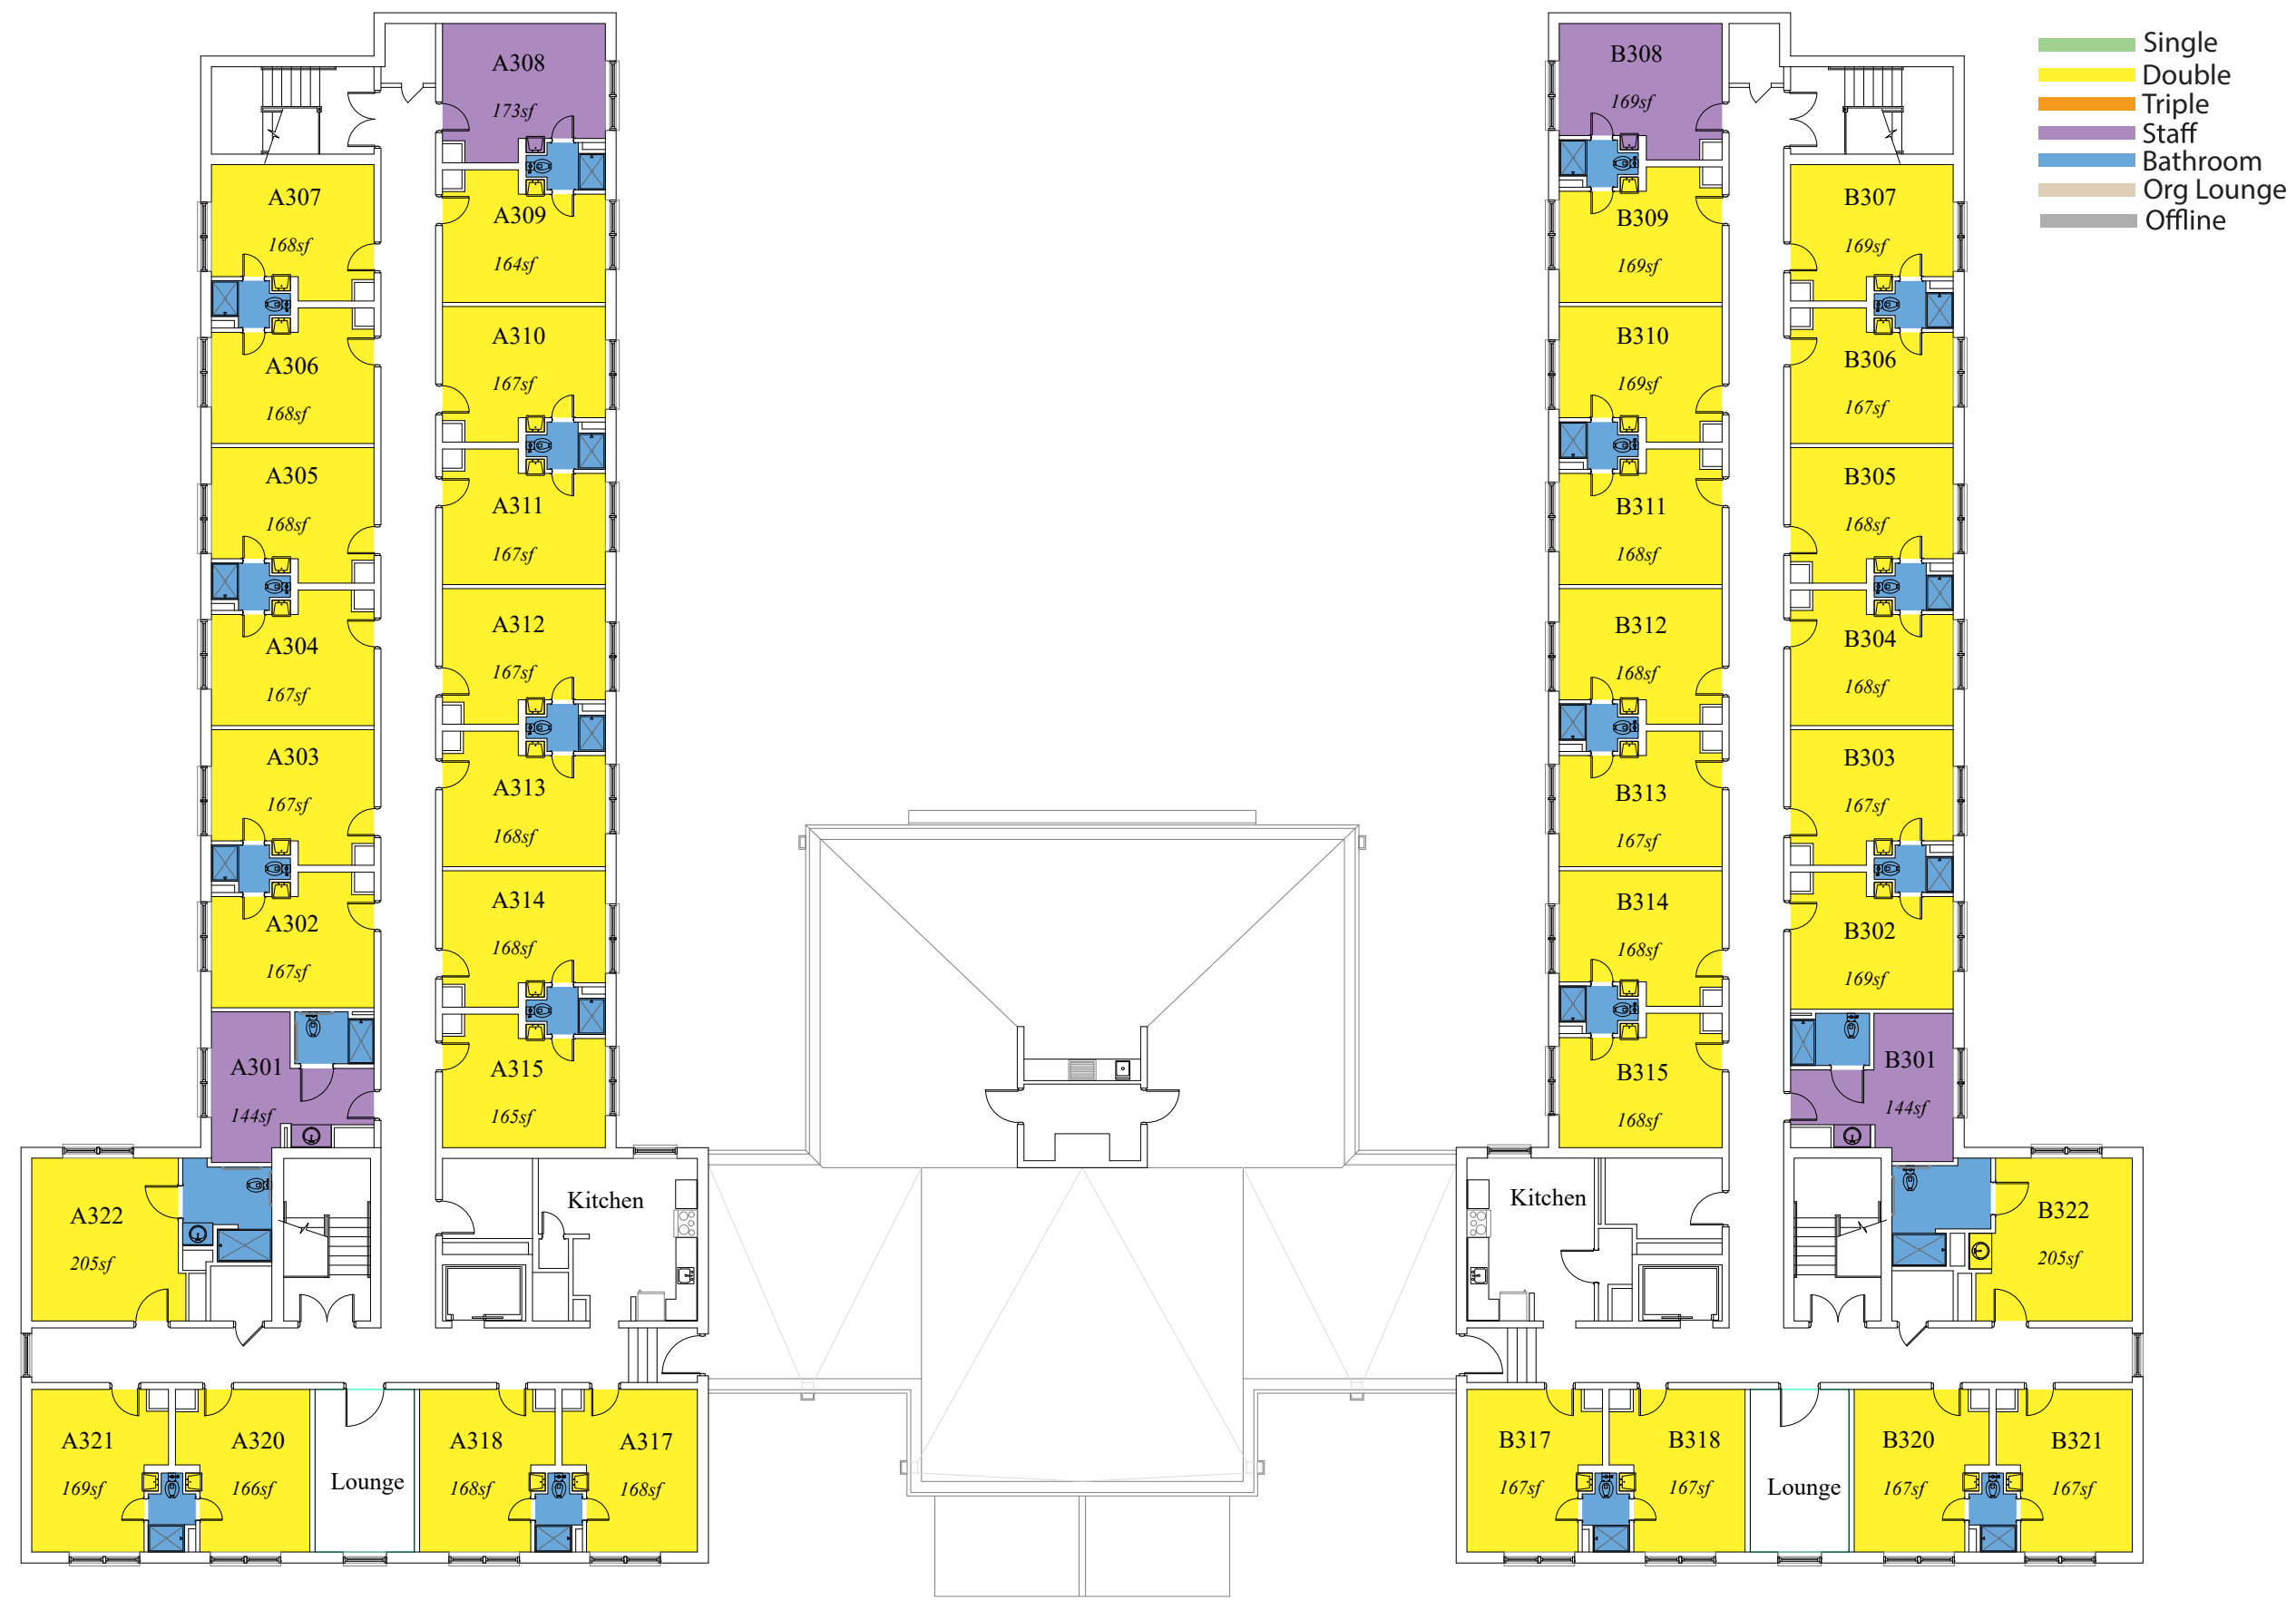 Single
Double
Triple
Staff
Bathroom
Org Lounge
Offline
A308
173sf
A307
168sf
A309
164sf
A306
168sf
A310
167sf
A305
168sf
A311
167sf
A304
167sf
A312
167sf
A303
167sf
A313
168sf
A302
167sf
A314
168sf
A301
144sf
A315
165sf
A322
205sf
Kitchen
A321
169sf
A320
166sf
Lounge
A318
168sf
A317
168sf
B308
169sf
B307
169sf
B309
169sf
B310
169sf
B306
167sf
B311
168sf
B305
168sf
B312
168sf
B304
168sf
B313
167sf
B303
167sf
B314
168sf
B302
169sf
B315
168sf
B301
144sf
Kitchen
B322
205sf
B317
167sf
B318
167sf
Lounge
B320
167sf
B321
167sf